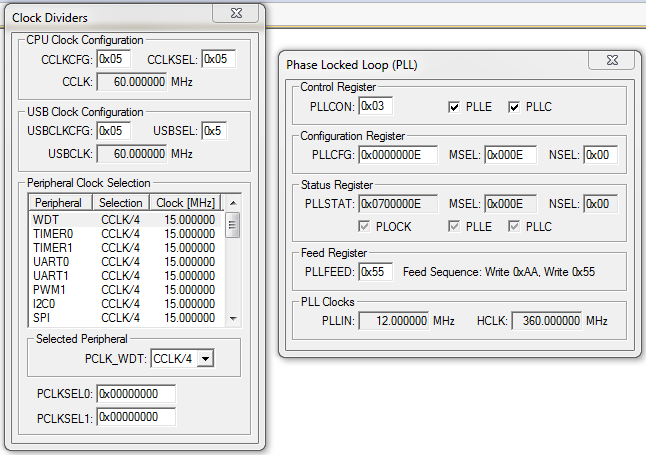 Clock Dividers
CPU Clock Configuration
CCLKCFG: 0x05 CCLKSEL: 0x05
CCLK: 60.000000 MHz
USB Clock Configuration
USBCLKCFG: 0x05 USBSEL: 0x5
USBCLK: 60.000000 MHz
Peripheral Clock Selection
Peripheral Selection Clock [MHz]
WDT CCLK/4 15.000000
TIMER0 CCLK/4 15.000000
TIMER1 CCLK/4 15.000000
UART0 CCLK/4 15.000000
UART1 CCLK/4 15.000000
PWM1 CCLK/4 15.000000
I2C0 CCLK/4 15.000000
SPI CCLK/4 15.000000
Selected Peripheral
PCLK_WDT: CCLK/4
PCLKSEL0: 0x00000000
PCLKSEL1: 0x00000000
Phase Locked Loop (PLL)
Control Register
PLLCON: 0x03 PLLE PLLC
Configuration Register
PLLCFG: 0x0000000E MSEL: 0x000E NSEL: 0x00
Status Register
PLLSTAT: 0x0700000E MSEL: 0x000E NSEL: 0x00
PLOCK PLLE PLLC
Feed Register
PLLFEED: 0x55 Feed Sequence: Write 0xAA, Write 0x55
PLL Clocks
PLLIN: 12.000000 MHz HCLK: 360.000000 MHz